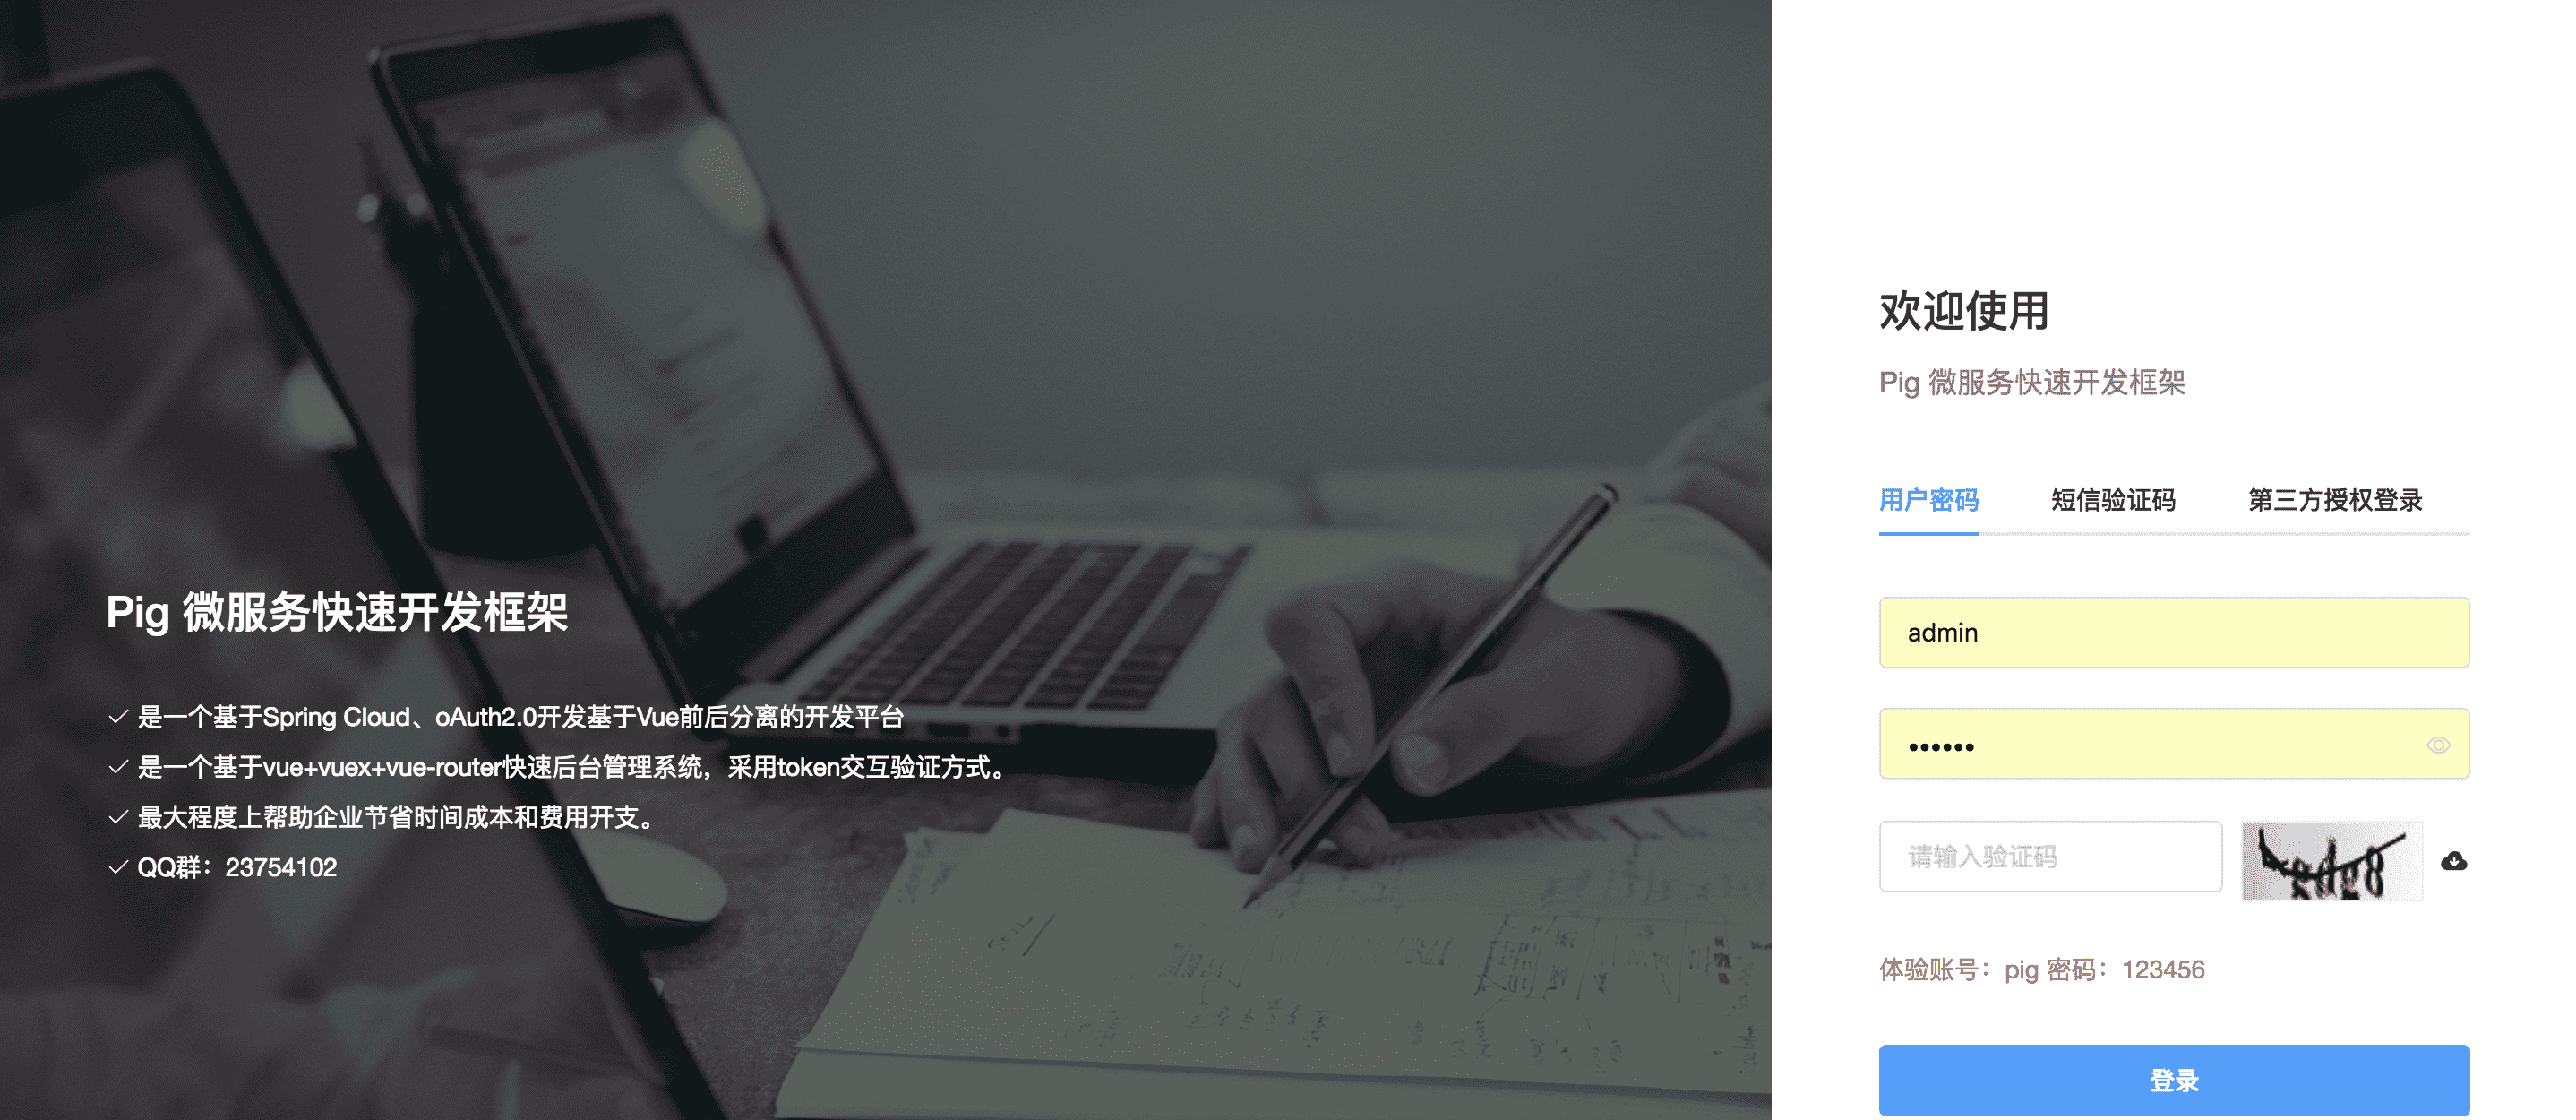 Pig 微服务快速开发框架
是一个基于Spring Cloud、oAuth2.0开发基于Vue前后分离的开发平台
是一个基于vue+vuex+vue-router快速后台管理系统，采用token交互验证方式。
最大程度上帮助企业节省时间成本和费用开支。
QQ群：23754102
欢迎使用
Pig 微服务快速开发框架
用户密码 短信验证码 第三方授权登录
admin
••••••
请输入验证码
体验账号：pig 密码：123456
登录